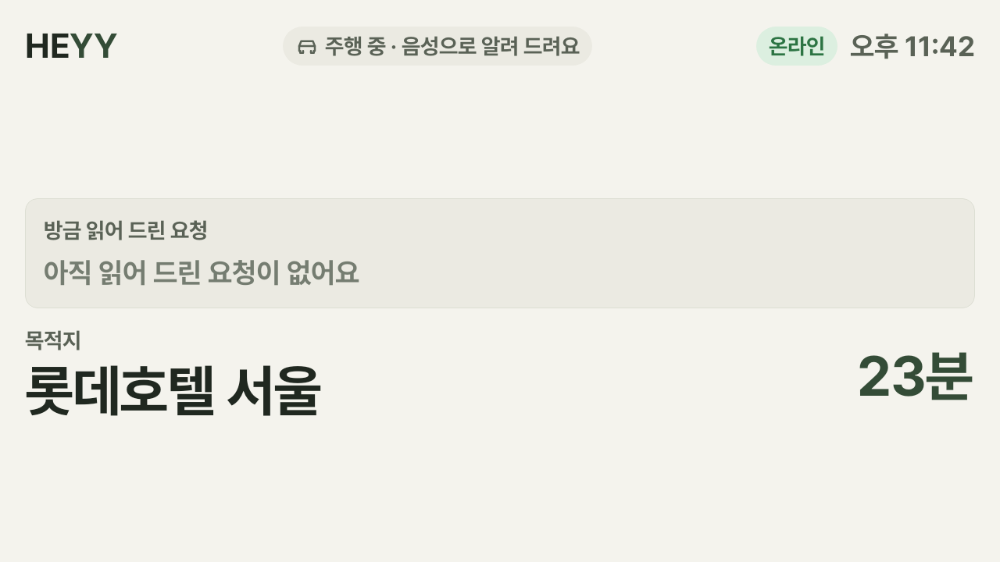 HEYY
주행 중 · 음성으로 알려 드려요
온라인
오후 11:42
방금 읽어 드린 요청
아직 읽어 드린 요청이 없어요
목적지
롯데호텔 서울
23분